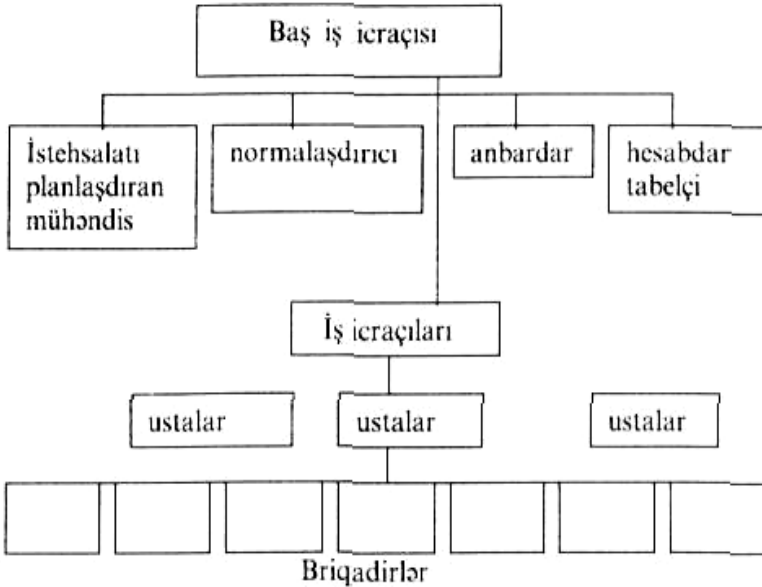 Baş iş icraçısı
İstehsalatı
planlaşdıran
mühəndis
normalaşdırıcı
anbardar
hesabdar
tabelçi
İş icraçıları
ustalar
ustalar
ustalar
Briqadirlər